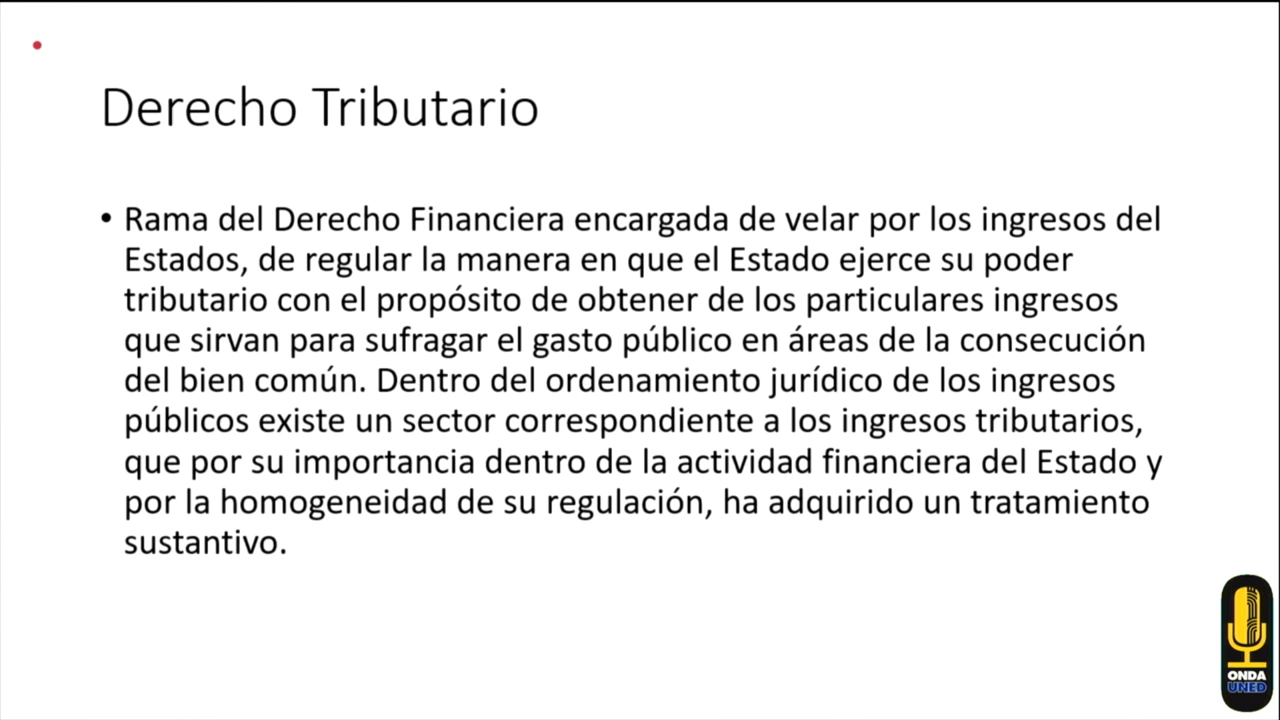 Derecho Tributario
• Rama del Derecho Financiera encargada de velar por los ingresos del
Estados, de regular la manera en que el Estado ejerce su poder
tributario con el propósito de obtener de los particulares ingresos
que sirvan para sufragar el gasto público en áreas de la consecución
del bien común. Dentro del ordenamiento jurídico de los ingresos
públicos existe un sector correspondiente a los ingresos tributarios,
que por su importancia dentro de la actividad financiera del Estado y
por la homogeneidad de su regulación, ha adquirido un tratamiento
sustantivo.
ONDA
UNED